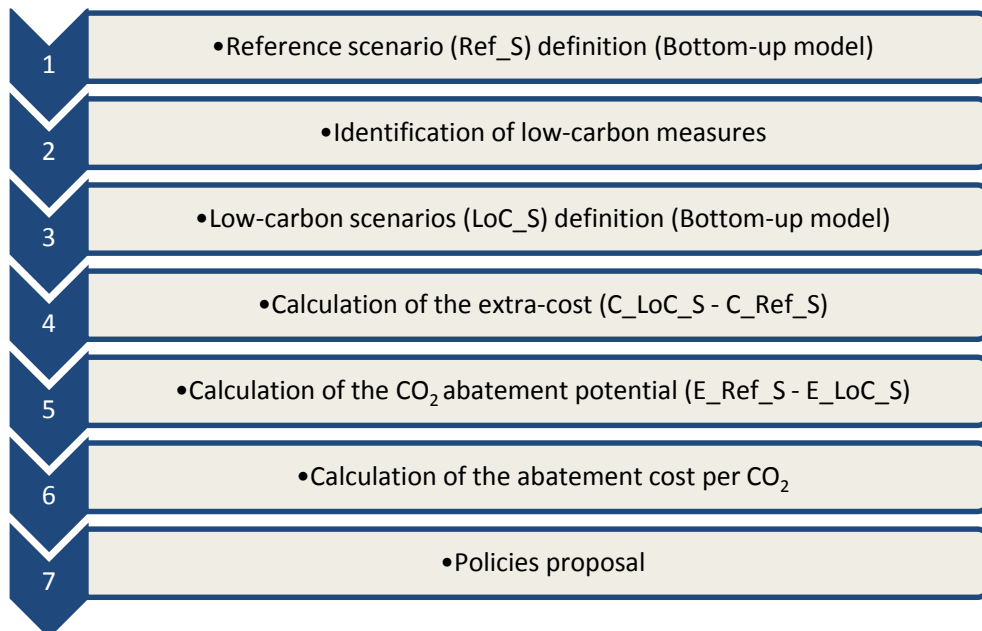 1
•Reference scenario (Ref_S) definition (Bottom-up model)
2
•Identification of low-carbon measures
3
•Low-carbon scenarios (LoC_S) definition (Bottom-up model)
4
•Calculation of the extra-cost (C_LoC_S - C_Ref_S)
5
•Calculation of the CO₂ abatement potential (E_Ref_S - E_LoC_S)
6
•Calculation of the abatement cost per CO₂
7
•Policies proposal